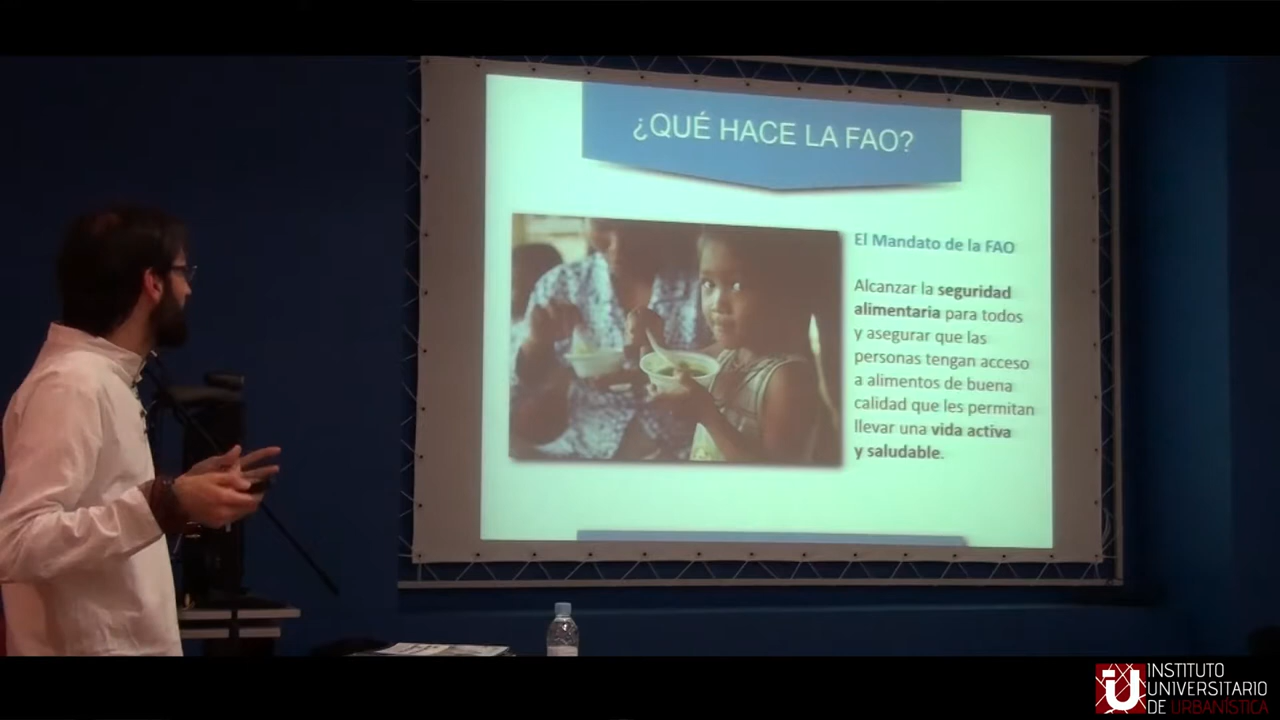 ¿QUÉ HACE LA FAO?
El Mandato de la FAO
Alcanzar la seguridad
alimentaria para todos
y asegurar que las
personas tengan acceso
a alimentos de buena
calidad que les permitan
llevar una vida activa
y saludable.
INSTITUTO
UNIVERSITARIO
DE URBANÍSTICA